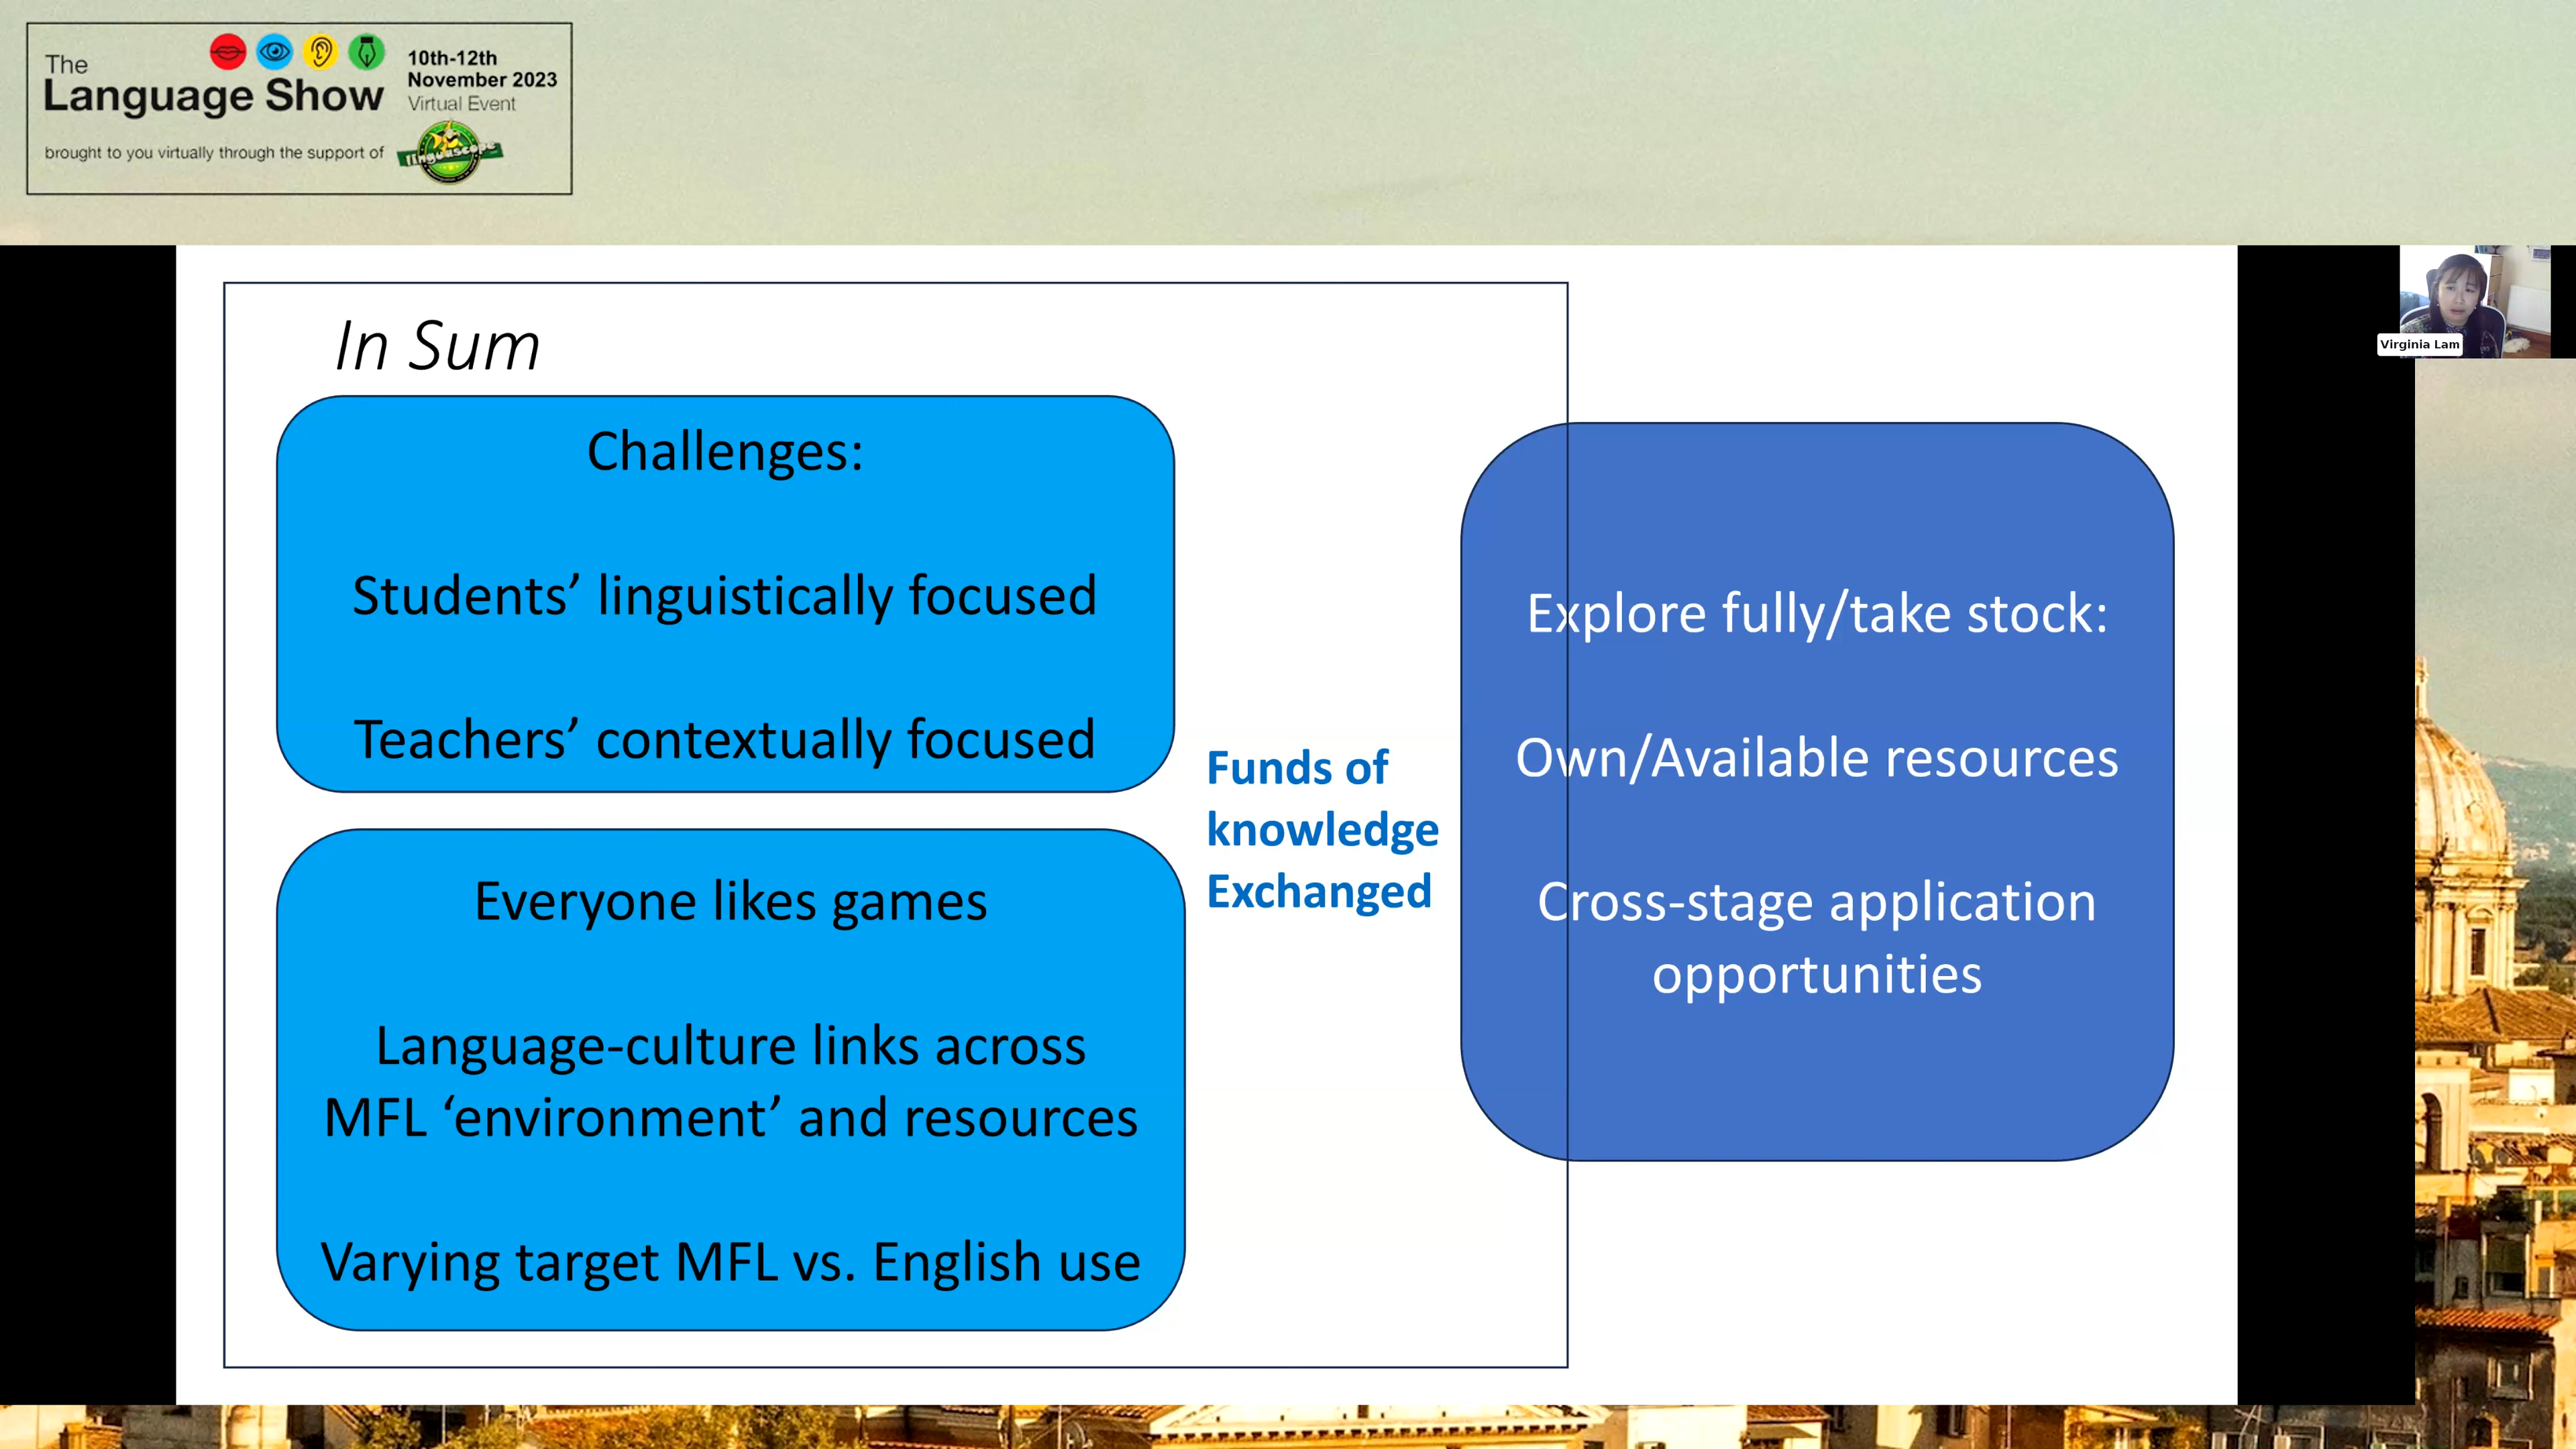 The
Language Show
10th-12th
November 2023
Virtual Event
brought to you virtually through the support of
linguascope
Virginia Lam
In Sum
Challenges:
Students’ linguistically focused
Teachers’ contextually focused
Everyone likes games
Language-culture links across
MFL ‘environment’ and resources
Varying target MFL vs. English use
Funds of
knowledge
Exchanged
Explore fully/take stock:
Own/Available resources
Cross-stage application
opportunities